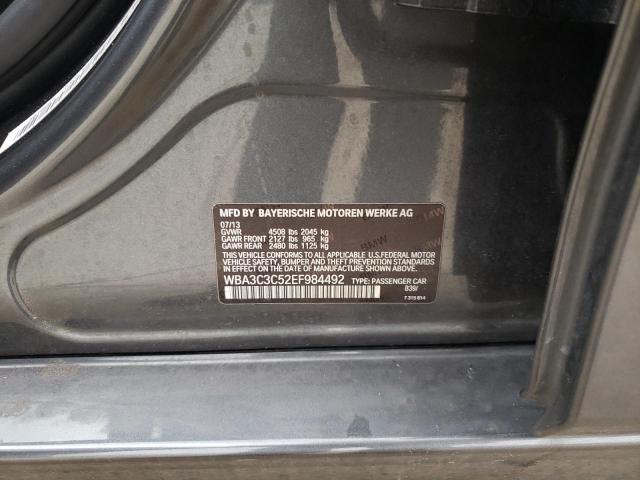 MFD BY BAYERISCHE MOTOREN WERKE AG
07/13
GVWR 4508 lbs 2045 kg
GAWR FRONT 2127 lbs 965 kg
GAWR REAR 2480 lbs 1125 kg
THIS VEHICLE CONFORMS TO ALL APPLICABLE U.S.FEDERAL MOTOR
VEHICLE SAFETY, BUMPER AND THEFT PREVENTION STANDARDS IN
EFFECT ON THE DATE OF MANUFACTURE SHOWN ABOVE.
WBA3C3C52EF984492 TYPE: PASSENGER CAR
B39/
BMW